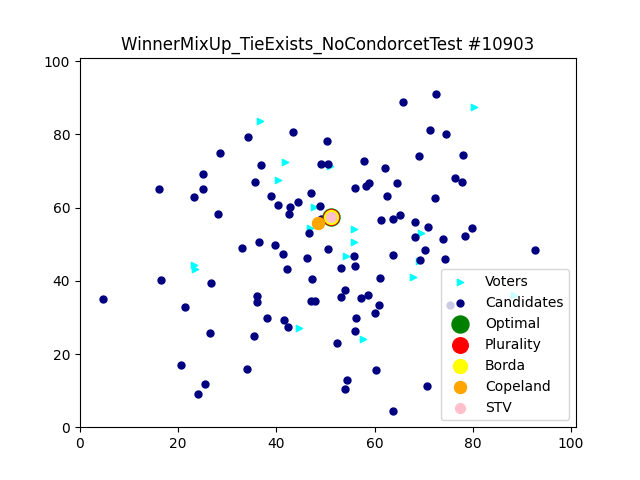 WinnerMixUp_TieExists_NoCondorcetTest #10903
100
80
60
40
20
0
0 20 40 60 80 100
Voters
Candidates
Optimal
Plurality
Borda
Copeland
STV